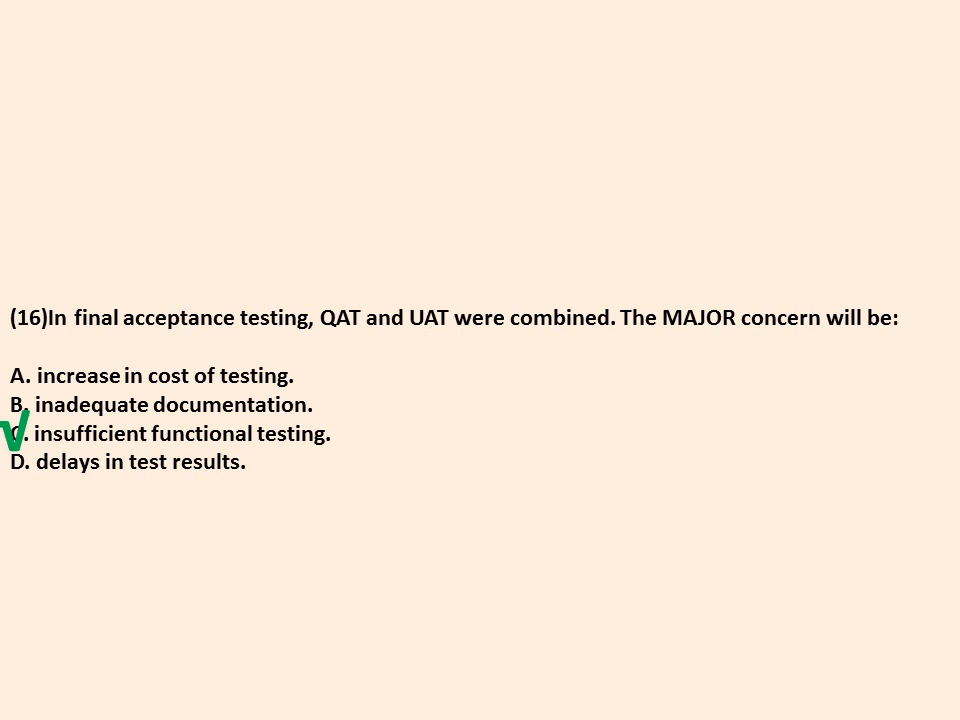 (16)In final acceptance testing, QAT and UAT were combined. The MAJOR concern will be:
A. increase in cost of testing.
B. inadequate documentation.
C. insufficient functional testing.
D. delays in test results.